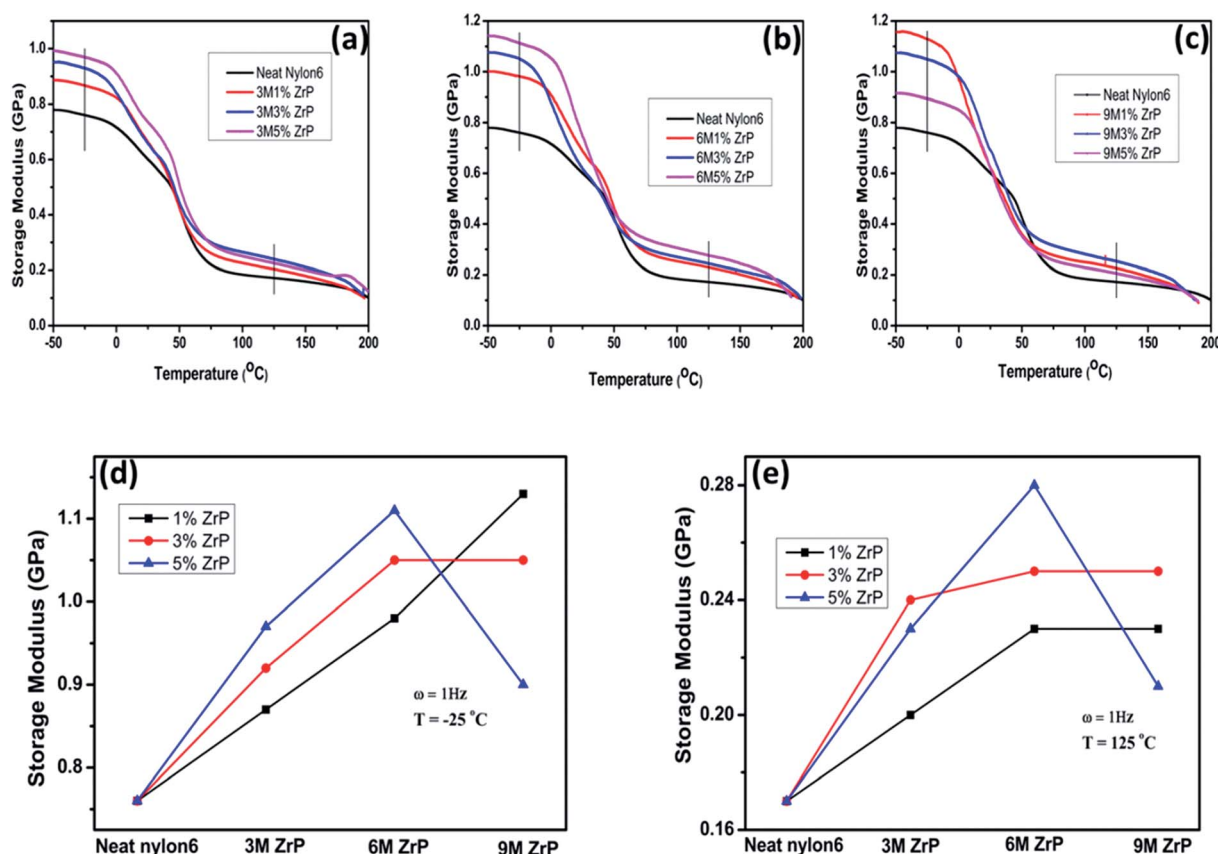 (a)
Neat Nylon6
3M1% ZrP
3M3% ZrP
3M5% ZrP
Storage Modulus (GPa)
1.0
0.8
0.6
0.4
0.2
0.0
-50 0 50 100 150 200
Temperature (°C)
(b)
Neat Nylon6
6M1% ZrP
6M3% ZrP
6M5% ZrP
Storage Modulus (GPa)
1.2
1.0
0.8
0.6
0.4
0.2
0.0
-50 0 50 100 150 200
Temperature (°C)
(c)
Neat Nylon6
9M1% ZrP
9M3% ZrP
9M5% ZrP
Storage Modulus (GPa)
1.2
1.0
0.8
0.6
0.4
0.2
0.0
-50 0 50 100 150 200
Temperature (°C)
(d)
1% ZrP
3% ZrP
5% ZrP
Storage Modulus (GPa)
1.1
1.0
0.9
0.8
ω = 1Hz
T = -25 °C
Neat nylon6 3M ZrP 6M ZrP 9M ZrP
(e)
1% ZrP
3% ZrP
5% ZrP
Storage Modulus (GPa)
0.28
0.24
0.20
0.16
ω = 1Hz
T = 125 °C
Neat nylon6 3M ZrP 6M ZrP 9M ZrP